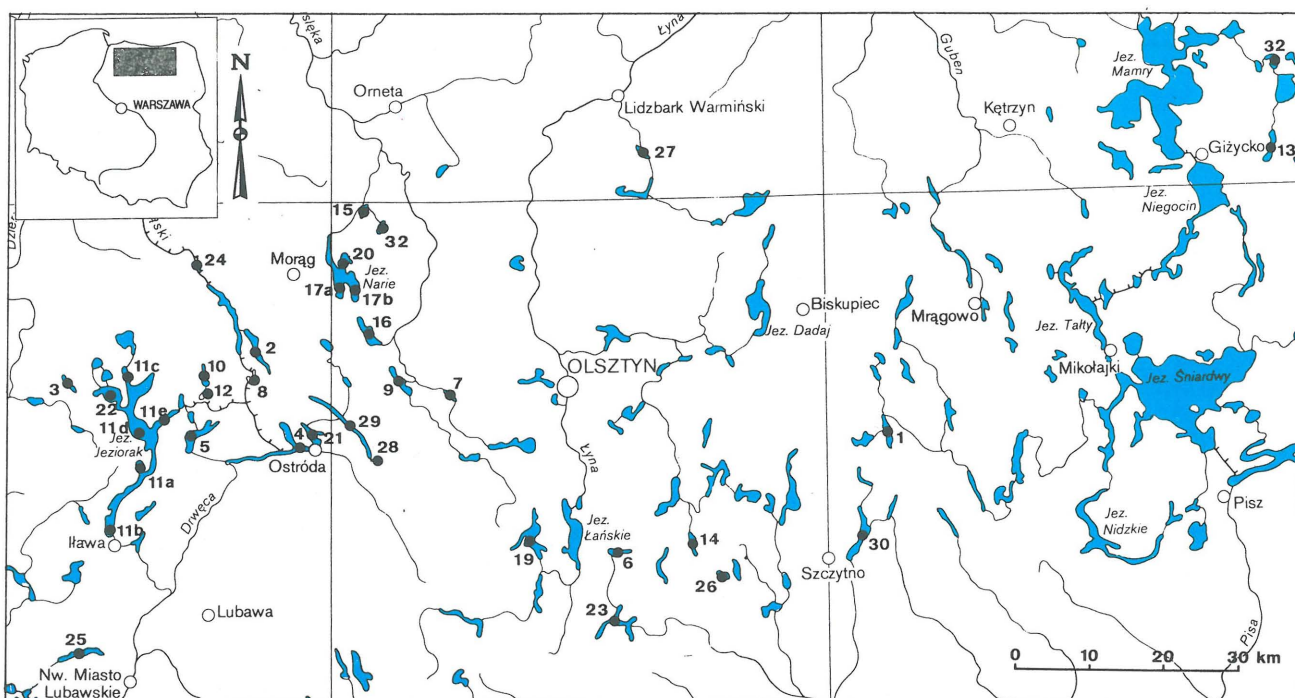 WARSZAWA
N
Dzierz
ślęka
Łyna
Guben
Jez.
Mamry
32
Orneta
Lidzbark Warmiński
Kętrzyn
27
Giżycko
13
Jez.
Niegocin
15
32
ski
24
Morąg
20
Jez.
Narie
17a
17b
16
Biskupiec
Jez. Dadaj
Mrągowo
Jez. Tałty
Mikołajki
2
10
11c
3
12
8
9
7
OLSZTYN
Jez. Śniardwy
22
11e
11d
Jez.
Jeziorak
5
4
21
29
1
Ostróda
28
11a
Łyna
Drwęca
Pisz
11b
Iława
Jez.
Łańskie
19
6
14
26
30
Szczytno
Jez.
Nidzkie
Lubawa
23
25
Nw. Miasto
Lubawskie
0 10 20 30 km
Pisa